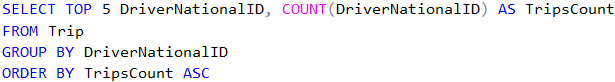 SELECT TOP 5 DriverNationalID, COUNT(DriverNationalID) AS TripsCount
FROM Trip
GROUP BY DriverNationalID
ORDER BY TripsCount ASC